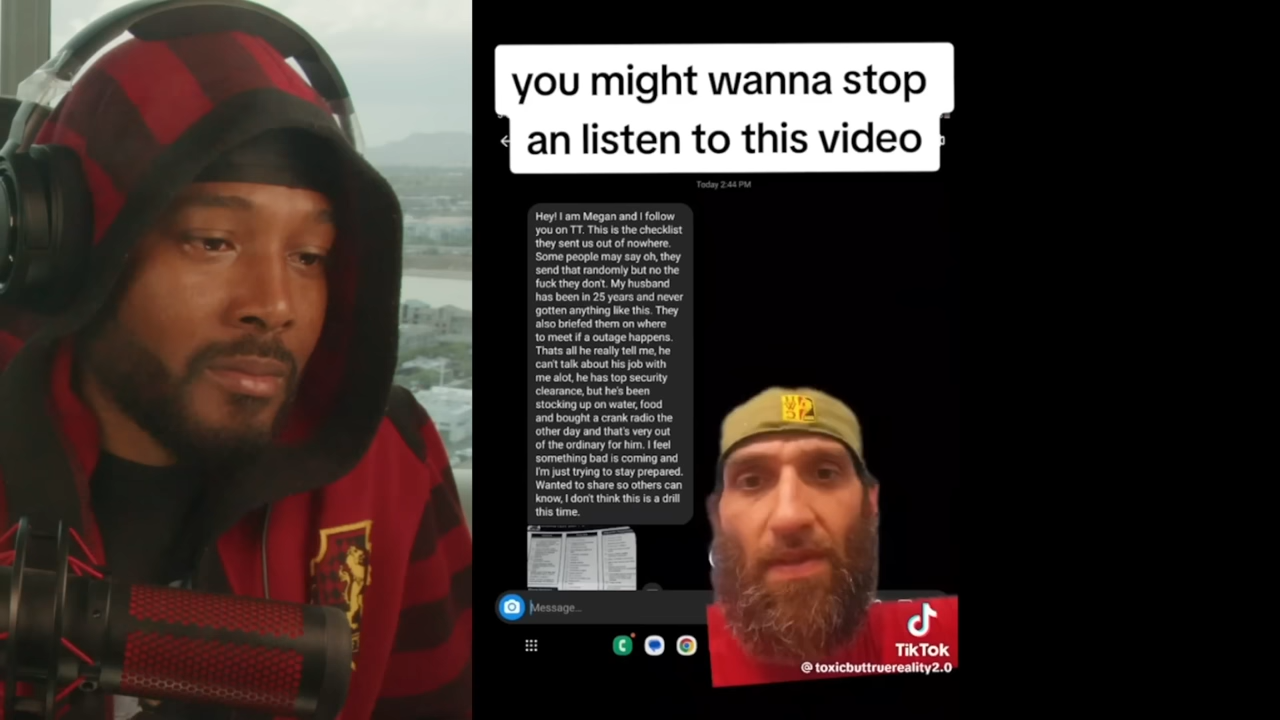 you might wanna stop
an listen to this video
Today 2:44 PM
Hey! I am Megan and I follow
you on TT. This is the checklist
they sent us out of nowhere.
Some people may say oh, they
send that randomly but no the
fuck they don't. My husband
has been in 25 years and never
gotten anything like this. They
also briefed them on where
to meet if a outage happens.
Thats all he really tell me, he
can't talk about his job with
me alot, he has top security
clearance, but he's been
stocking up on water, food
and bought a crank radio the
other day and that's very out
of the ordinary for him. I feel
something bad is coming and
I'm just trying to stay prepared.
Wanted to share so others can
know, I don't think this is a drill
this time.
Message...
TikTok
@toxicbuttruereality2.0